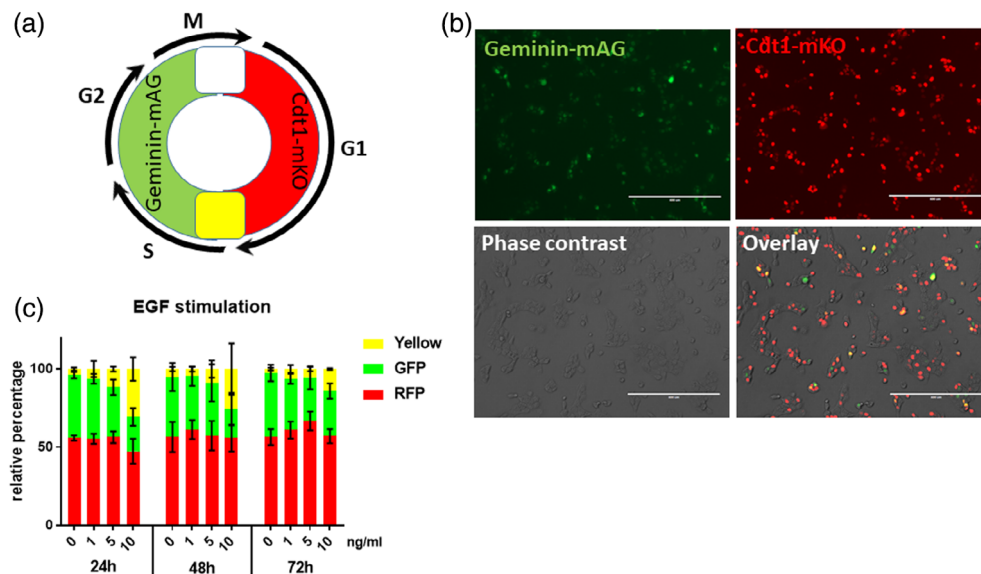 (a)
M
G2
G1
S
Geminin-mAG
Cdt1-mKO
(b)
Geminin-mAG
Cdt1-mKO
Phase contrast
Overlay
(c)
EGF stimulation
Yellow
GFP
RFP
relative percentage
100
50
0
0 1 5 10 0 1 5 10 0 1 5 10 ng/ml
24h 48h 72h